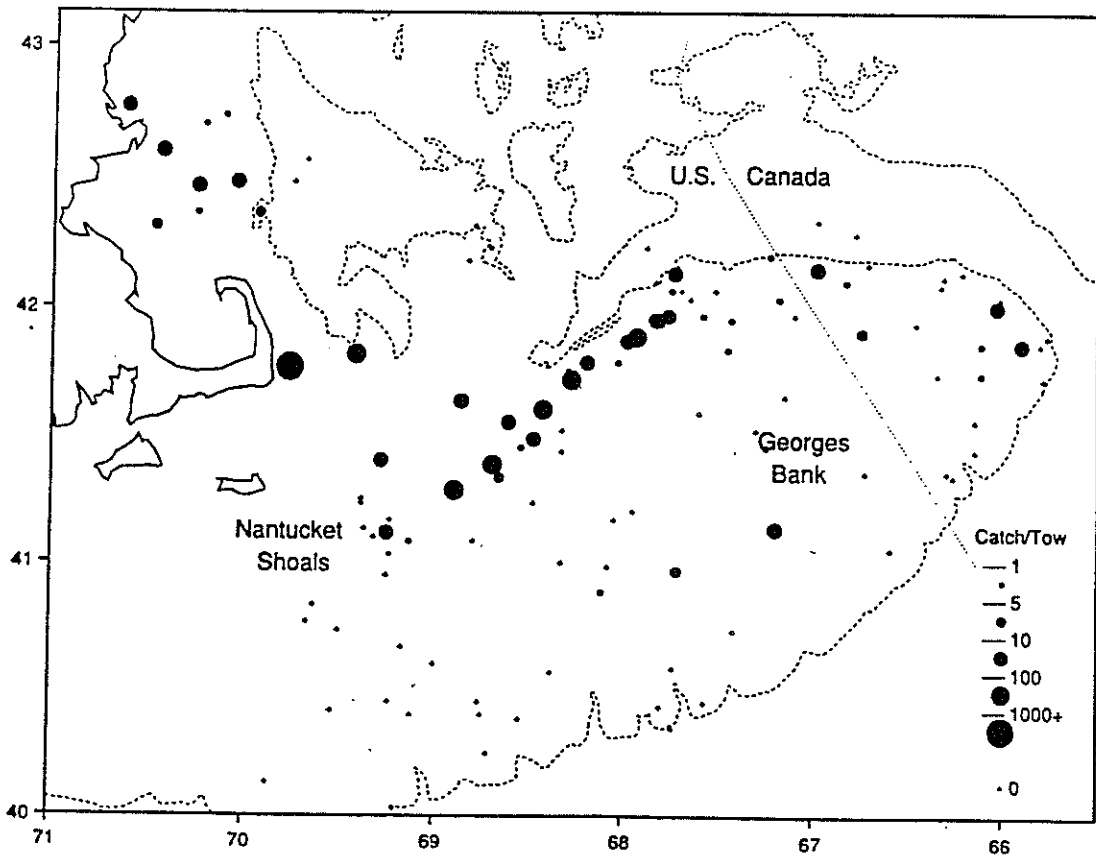 43
U.S. Canada
42
Georges
Bank
Nantucket
Shoals
41
Catch/Tow
1
5
10
100
1000+
0
40
71 70 69 68 67 66